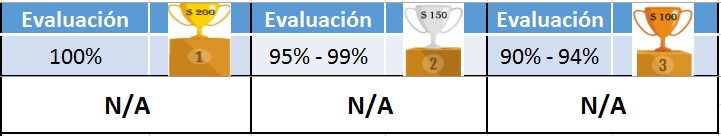 Evaluación $ 200 Evaluación $ 150 Evaluación $ 100
100% 1 95% - 99% 2 90% - 94% 3
N/A N/A N/A